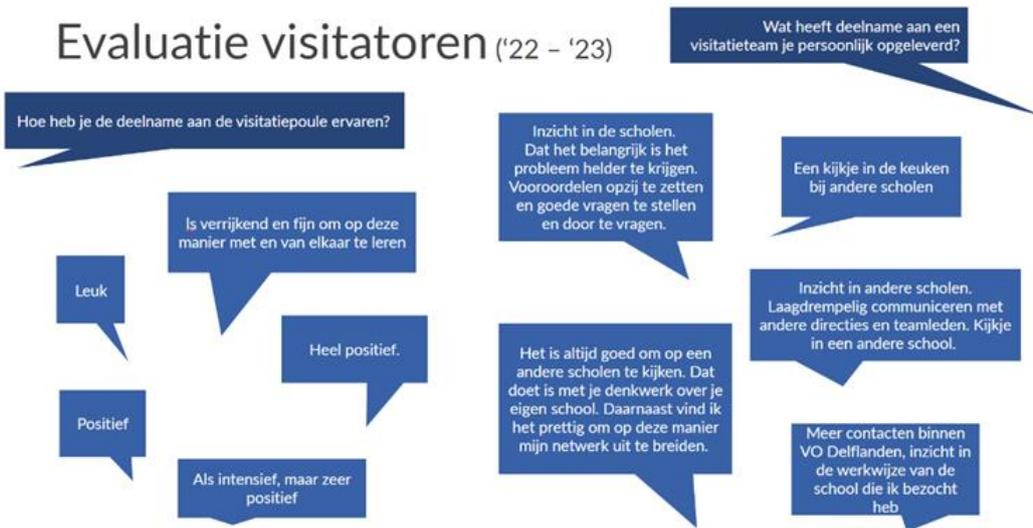 Evaluatie visitatoren ('22 – '23)
Wat heeft deelname aan een
visitatieteam je persoonlijk opgeleverd?
Hoe heb je de deelname aan de visitatiepoule ervaren?
Is verrijkend en fijn om op deze
manier met en van elkaar te leren
Leuk
Heel positief.
Positief
Als intensief, maar zeer
positief
Inzicht in de scholen.
Dat het belangrijk is het
probleem helder te krijgen.
Vooroordelen opzij te zetten
en goede vragen te stellen
en door te vragen.
Een kijkje in de keuken
bij andere scholen
Inzicht in andere scholen.
Laagdrempelig communiceren met
andere directies en teamleden. Kijkje
in een andere school.
Het is altijd goed om op een
andere scholen te kijken. Dat
doet is met je denkwerk over je
eigen school. Daarnaast vind ik
het prettig om op deze manier
mijn netwerk uit te breiden.
Meer contacten binnen
VO Delflanden, inzicht in
de werkwijze van de
school die ik bezocht
heb